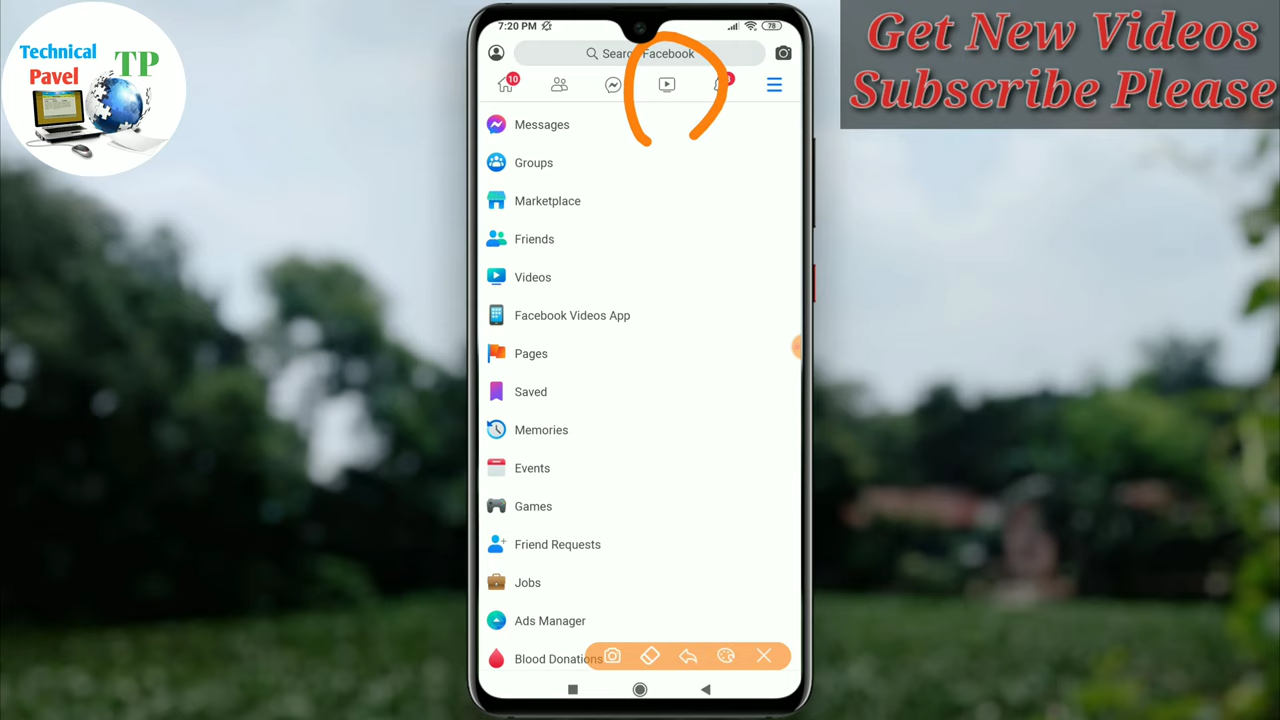 Technical
Pavel
TP
Get New Videos
Subscribe Please
7:20 PM
78
Search Facebook
10
Messages
Groups
Marketplace
Friends
Videos
Facebook Videos App
Pages
Saved
Memories
Events
Games
Friend Requests
Jobs
Ads Manager
Blood Donations